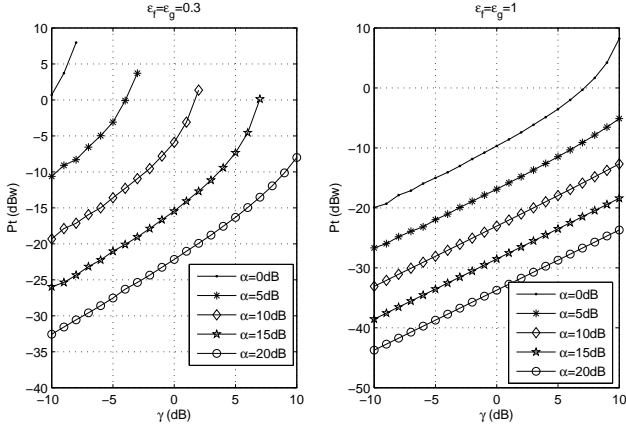 ε_f=ε_g=0.3
Pt (dBw)
10
5
0
−5
−10
−15
−20
−25
−30
−35
−40
−10 −5 0 5 10
γ (dB)
α=0dB
α=5dB
α=10dB
α=15dB
α=20dB
ε_f=ε_g=1
Pt (dBw)
10
0
−10
−20
−30
−40
−50
−10 −5 0 5 10
γ (dB)
α=0dB
α=5dB
α=10dB
α=15dB
α=20dB